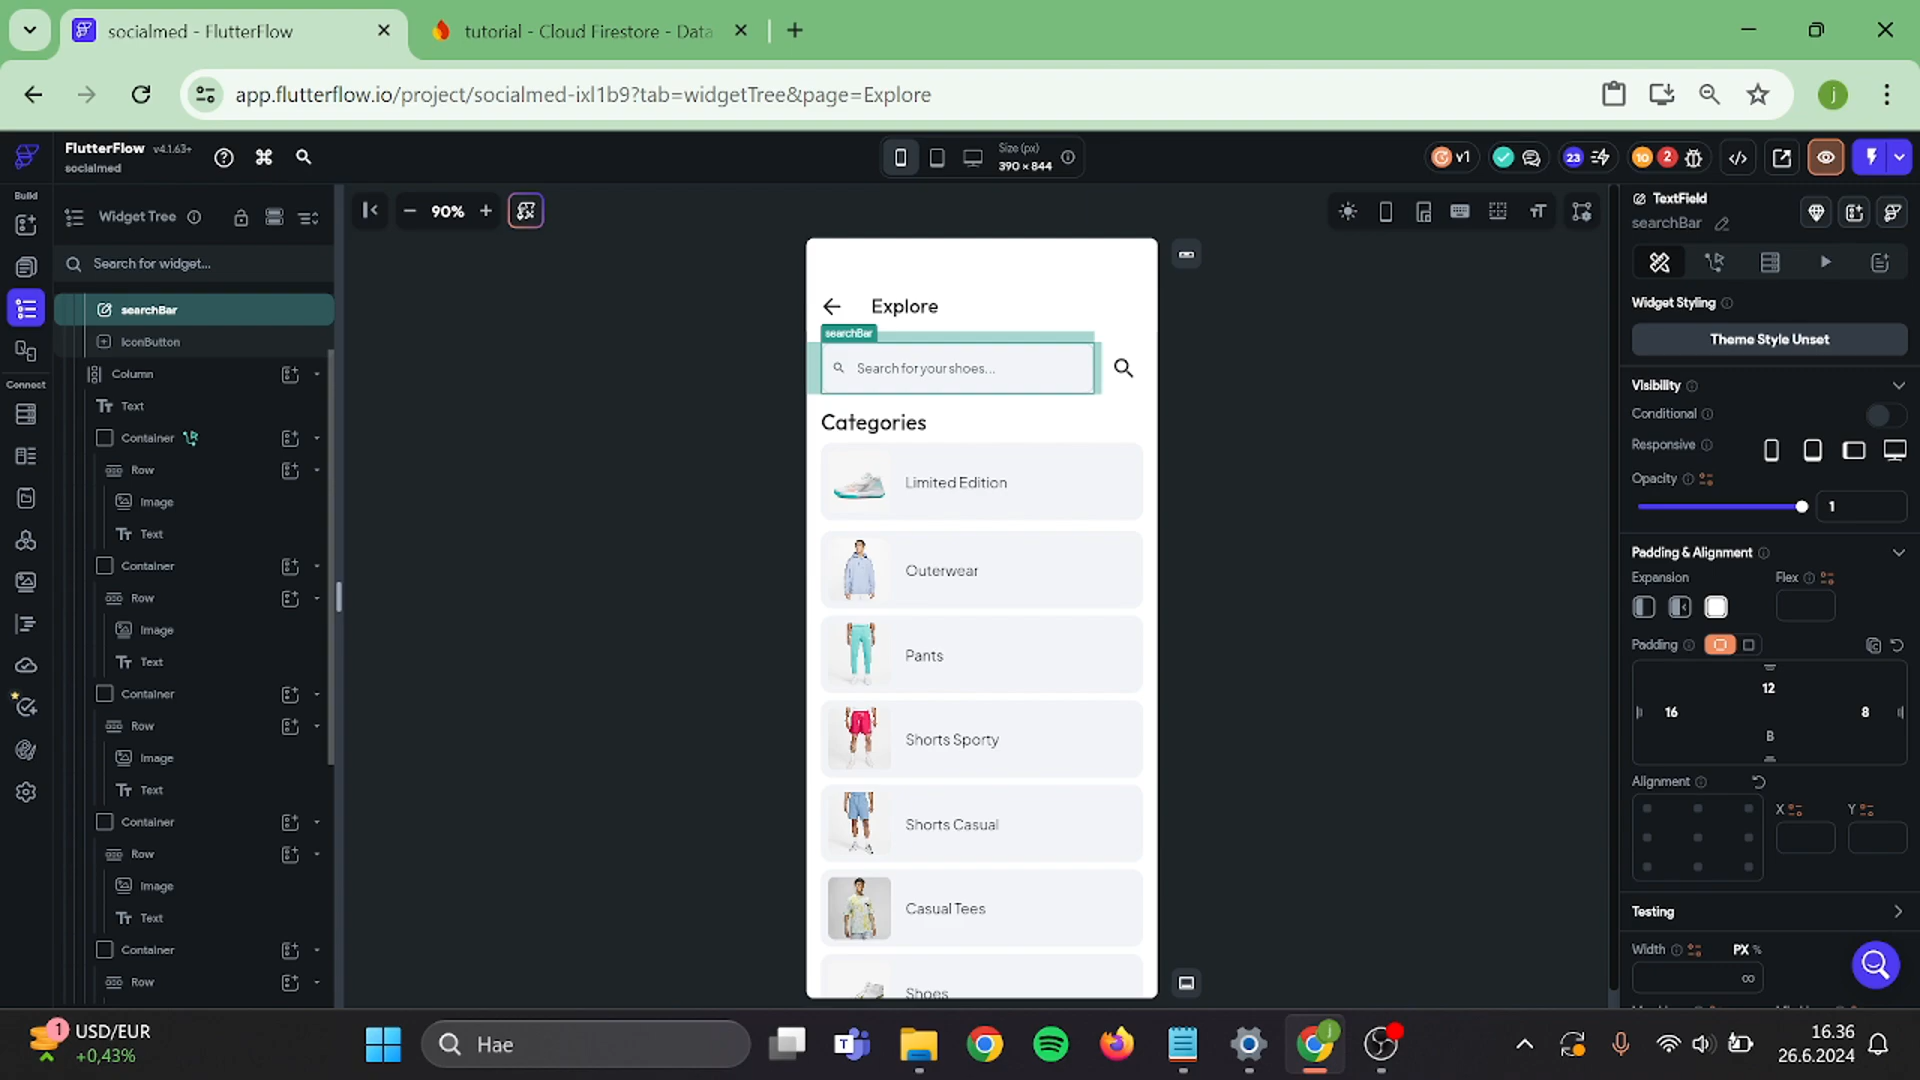 socialmed - FlutterFlow
tutorial - Cloud Firestore - Data
app.flutterflow.io/project/socialmed-ixl1b9?tab=widgetTree&page=Explore
j
FlutterFlow v4.1.63+
socialmed
Size (px)
390 × 844
v1
23
10
2
Build
Widget Tree
90%
TextField
searchBar
Search for widget...
searchBar
IconButton
Column
Connect
Text
Container
Row
Image
Text
Container
Row
Image
Text
Container
Row
Image
Text
Container
Row
Image
Text
Container
Row
Explore
searchBar
Search for your shoes...
Categories
Limited Edition
Outerwear
Pants
Shorts Sporty
Shorts Casual
Casual Tees
Shoes
Widget Styling
Theme Style Unset
Visibility
Conditional
Responsive
Opacity
1
Padding & Alignment
Expansion
Flex
Padding
12
16
8
B
Alignment
X
Y
Testing
Width
PX %
∞
1
USD/EUR
+0,43%
Hae
T
j
16.36
26.6.2024